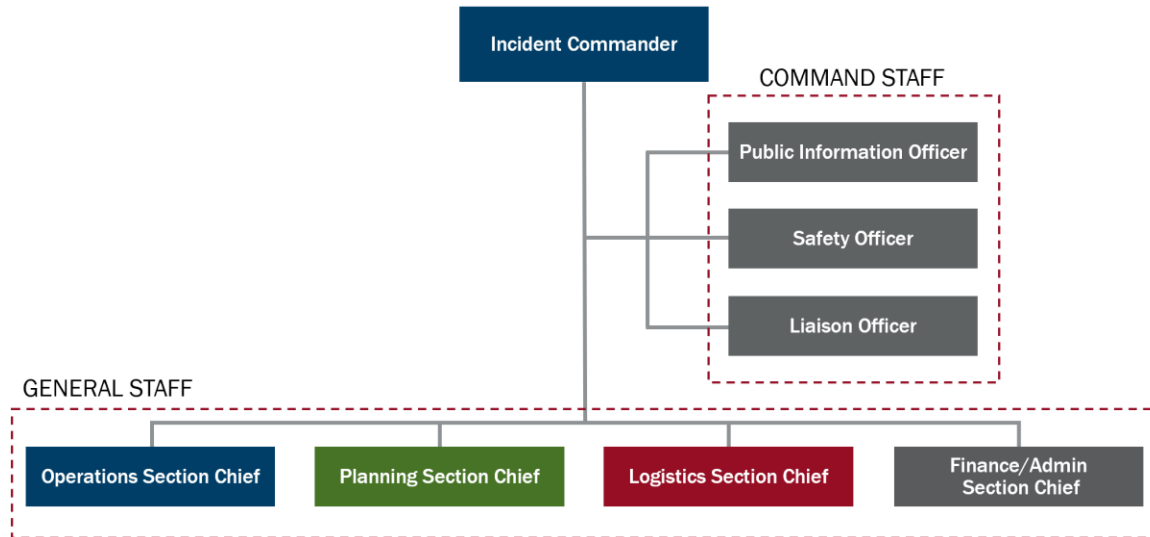 Incident Commander
COMMAND STAFF
Public Information Officer
Safety Officer
Liaison Officer
GENERAL STAFF
Operations Section Chief
Planning Section Chief
Logistics Section Chief
Finance/Admin
Section Chief